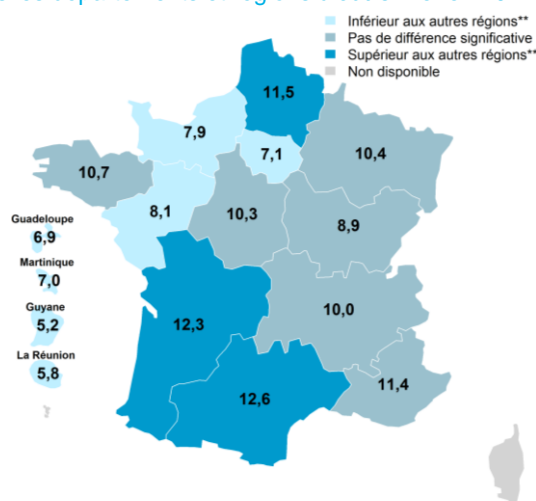 Inférieur aux autres régions**
Pas de différence significative
Supérieur aux autres régions**
Non disponible
11,5
7,9
7,1
10,4
10,7
8,1
10,3
8,9
Guadeloupe
6,9
Martinique
7,0
Guyane
5,2
La Réunion
5,8
10,0
12,3
11,4
12,6